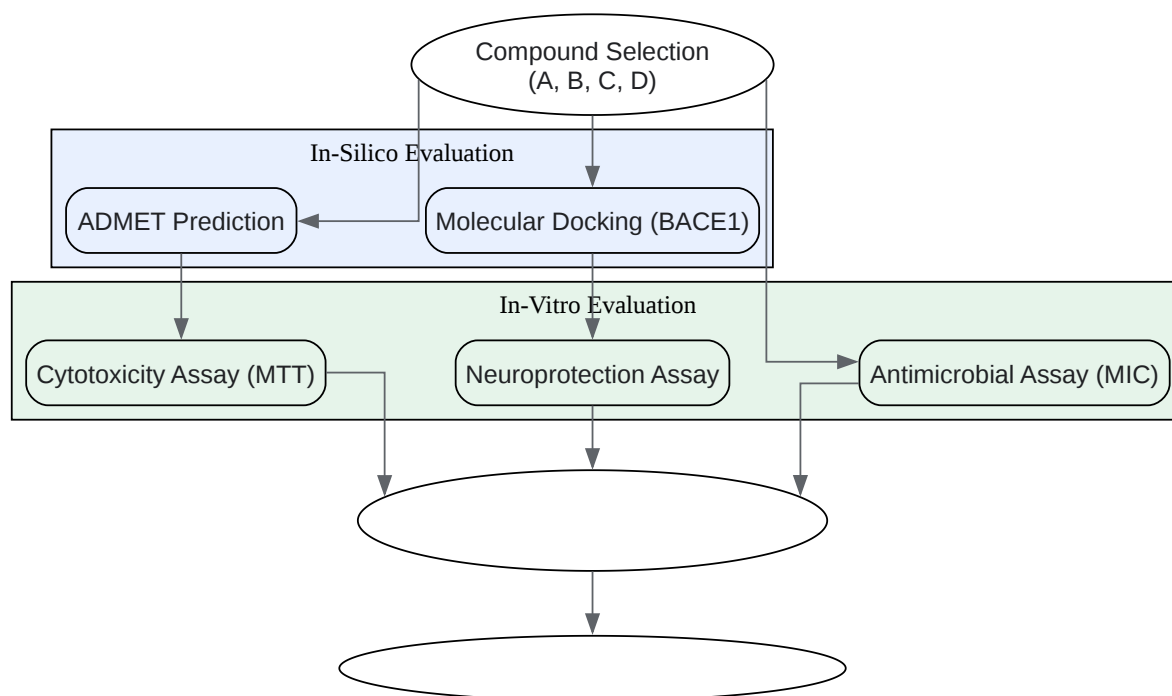 Compound Selection
(A, B, C, D)
In-Silico Evaluation
ADMET Prediction
Molecular Docking (BACE1)
In-Vitro Evaluation
Cytotoxicity Assay (MTT)
Neuroprotection Assay
Antimicrobial Assay (MIC)